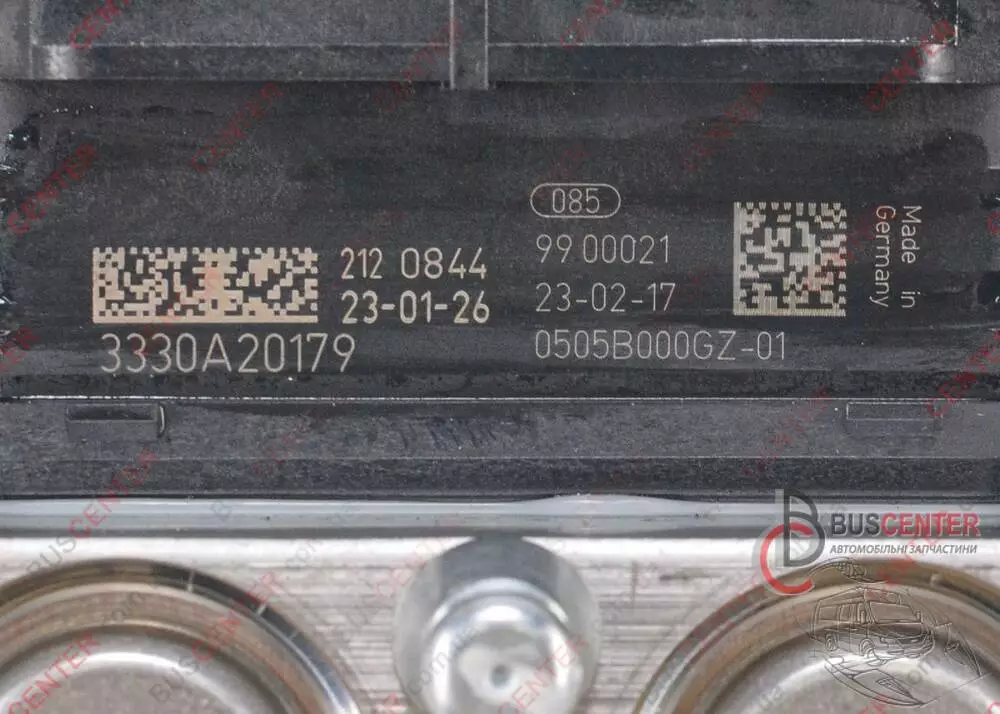 085
99 00021
23-02-17
0505B000GZ-01
212 0844
23-01-26
3330A20179
Made in
Germany
BUSCENTER
АВТОМОБІЛЬНІ ЗАПЧАСТИНИ